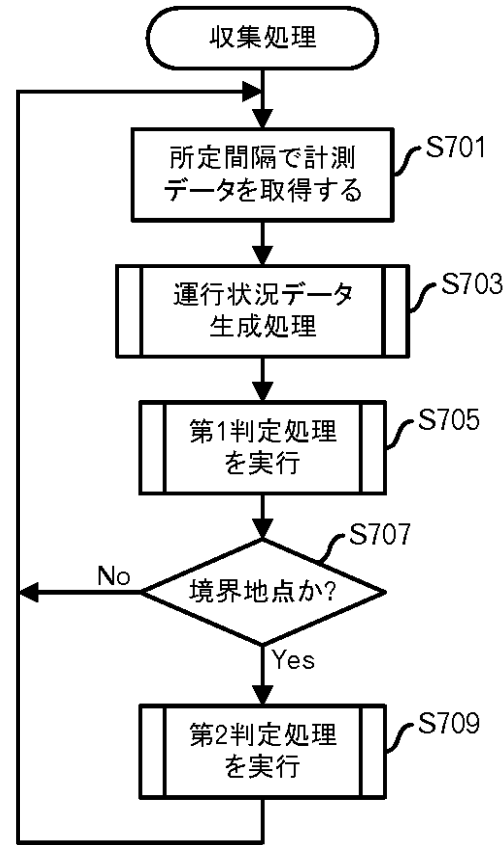 収集処理
所定間隔で計測
データを取得する
S701
運行状況データ
生成処理
S703
第1判定処理
を実行
S705
境界地点か?
S707
No
Yes
第2判定処理
を実行
S709